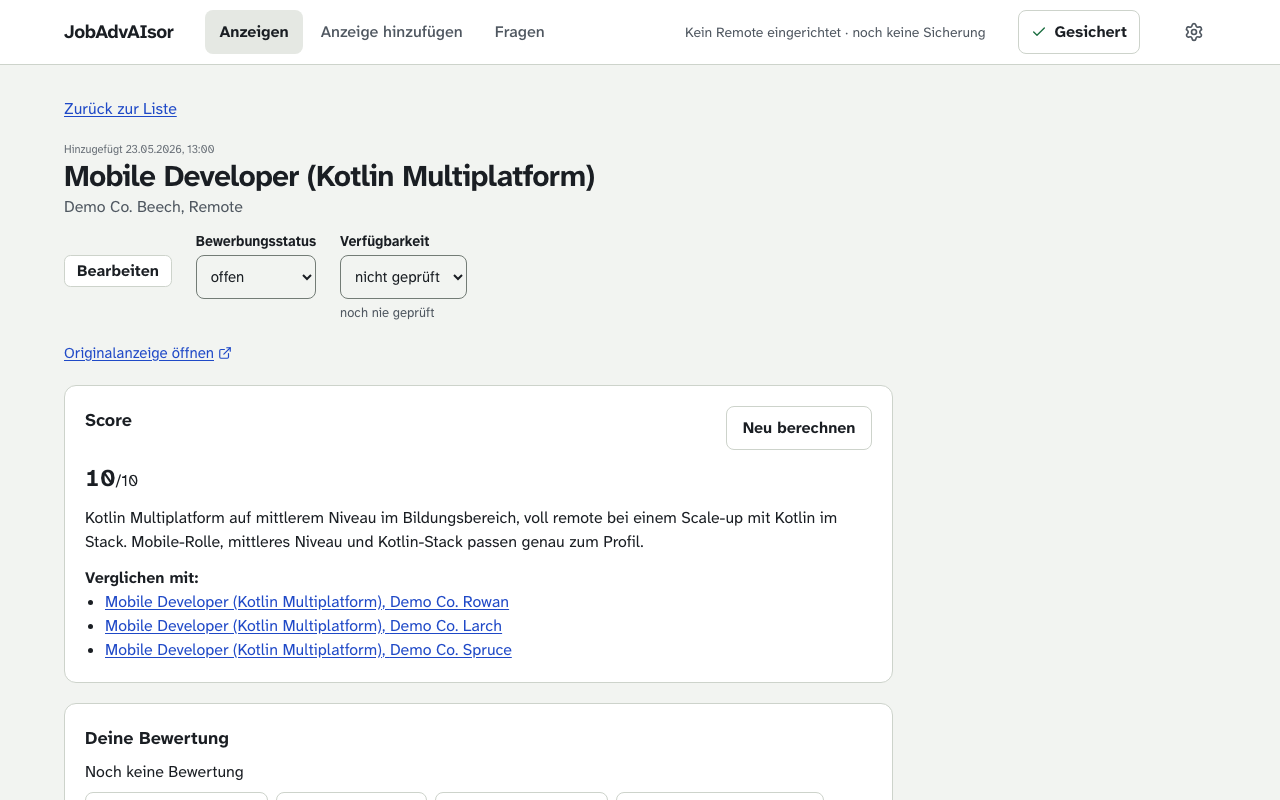 JobAdvAIsor
Anzeigen
Anzeige hinzufügen
Fragen
Kein Remote eingerichtet · noch keine Sicherung
Gesichert
Zurück zur Liste
Hinzugefügt 23.05.2026, 13:00
Mobile Developer (Kotlin Multiplatform)
Demo Co. Beech, Remote
Bearbeiten
Bewerbungsstatus
offen
Verfügbarkeit
nicht geprüft
noch nie geprüft
Originalanzeige öffnen
Score
Neu berechnen
10/10
Kotlin Multiplatform auf mittlerem Niveau im Bildungsbereich, voll remote bei einem Scale-up mit Kotlin im
Stack. Mobile-Rolle, mittleres Niveau und Kotlin-Stack passen genau zum Profil.
Verglichen mit:
• Mobile Developer (Kotlin Multiplatform), Demo Co. Rowan
• Mobile Developer (Kotlin Multiplatform), Demo Co. Larch
• Mobile Developer (Kotlin Multiplatform), Demo Co. Spruce
Deine Bewertung
Noch keine Bewertung